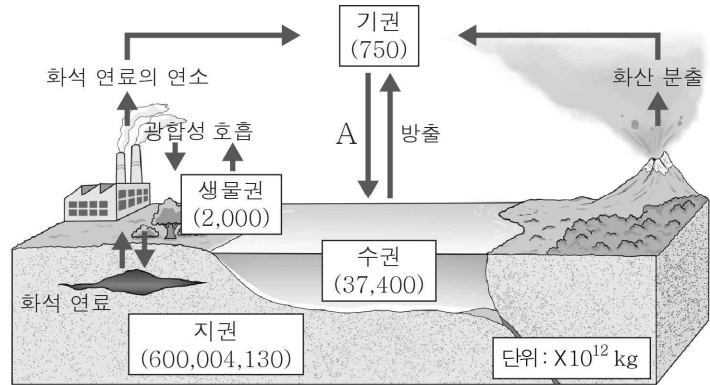 기권
(750)
화석 연료의 연소
화산 분출
광합성 호흡
A
방출
생물권
(2,000)
수권
(37,400)
화석 연료
지권
(600,004,130)
단위 : X10¹² kg